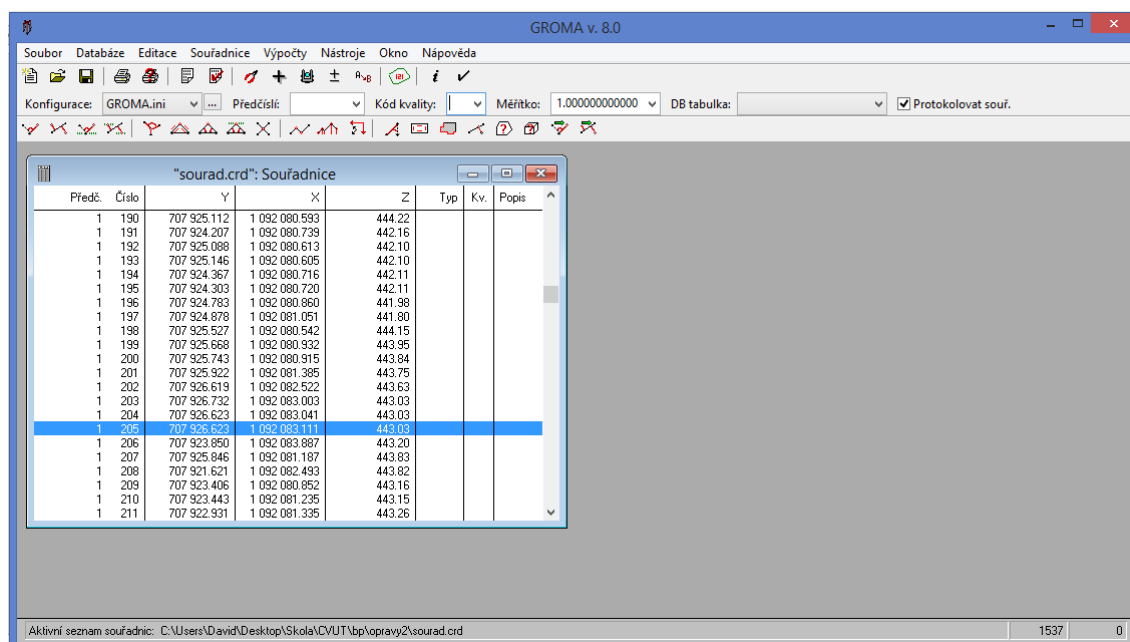 GROMA v. 8.0
Soubor Databáze Editace Souřadnice Výpočty Nástroje Okno Nápověda
Konfigurace: GROMA.ini ... Předčíslí: Kód kvality: Měřítko: 1.000000000000 DB tabulka: Protokolovat souř.
"sourad.crd": Souřadnice
Předč. Číslo Y X Z Typ Kv. Popis
1 190 707 925.112 1 092 080.593 444.22
1 191 707 924.207 1 092 080.739 442.16
1 192 707 925.088 1 092 080.613 442.10
1 193 707 925.146 1 092 080.605 442.10
1 194 707 924.367 1 092 080.716 442.11
1 195 707 924.303 1 092 080.720 442.11
1 196 707 924.783 1 092 080.860 441.98
1 197 707 924.878 1 092 081.051 441.80
1 198 707 925.527 1 092 080.542 444.15
1 199 707 925.668 1 092 080.932 443.95
1 200 707 925.743 1 092 080.915 443.84
1 201 707 925.922 1 092 081.385 443.75
1 202 707 926.619 1 092 082.522 443.63
1 203 707 926.732 1 092 083.003 443.03
1 204 707 926.623 1 092 083.041 443.03
1 205 707 926.623 1 092 083.111 443.03
1 206 707 923.850 1 092 083.887 443.20
1 207 707 925.846 1 092 081.187 443.83
1 208 707 921.621 1 092 082.493 443.82
1 209 707 923.406 1 092 080.852 443.16
1 210 707 923.443 1 092 081.235 443.15
1 211 707 922.931 1 092 081.335 443.26
Aktivní seznam souřadnic: C:\Users\David\Desktop\Skola\CVUT\bp\opravy2\sourad.crd 1537 0